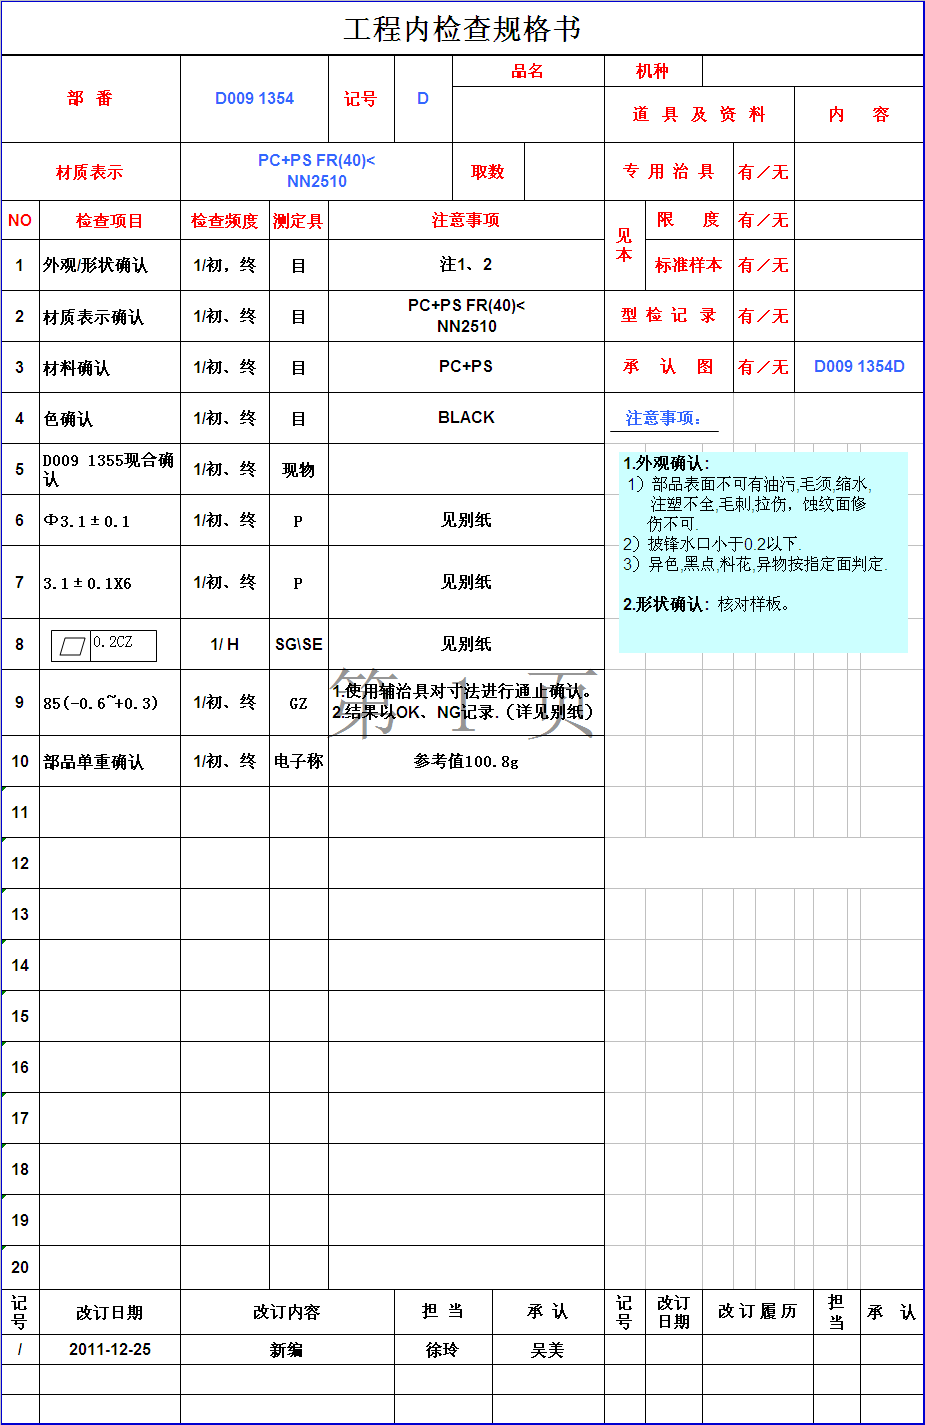 工程内检查规格书
部 番 D009 1354 记号 D 品名 机种
道 具 及 资 料 内 容
材质表示 PC+PS FR(40)< 取数 专 用 治 具 有／无
NN2510
NO 检查项目 检查频度 测定具 注意事项 见本 限 度 有／无
1 外观/形状确认 1/初，终 目 注1、2 标准样本 有／无
2 材质表示确认 1/初、终 目 PC+PS FR(40)< 型 检 记 录 有／无
NN2510
3 材料确认 1/初、终 目 PC+PS 承 认 图 有／无 D009 1354D
4 色确认 1/初、终 目 BLACK 注意事项:
5 D009 1355现合确 1/初、终 现物
认
6 Φ3.1±0.1 1/初、终 P 见别纸
7 3.1±0.1X6 1/初、终 P 见别纸
8 0.2CZ 1/ H SG\SE 见别纸
9 85(-0.6~+0.3) 1/初、终 GZ 1.使用辅治具对寸法进行通止确认。
2.结果以OK、NG记录.（详见别纸）
第 1 页
10 部品单重确认 1/初、终 电子称 参考值100.8g
1.外观确认:
1）部品表面不可有油污,毛须,缩水,
注塑不全,毛刺,拉伤，蚀纹面修
伤不可.
2）披锋水口小于0.2以下.
3）异色,黑点,料花,异物按指定面判定.
2.形状确认: 核对样板。
11
12
13
14
15
16
17
18
19
20
记号 改订日期 改订内容 担 当 承 认 记号 改订日期 改 订 履 历 担当 承 认
/ 2011-12-25 新编 徐玲 吴美